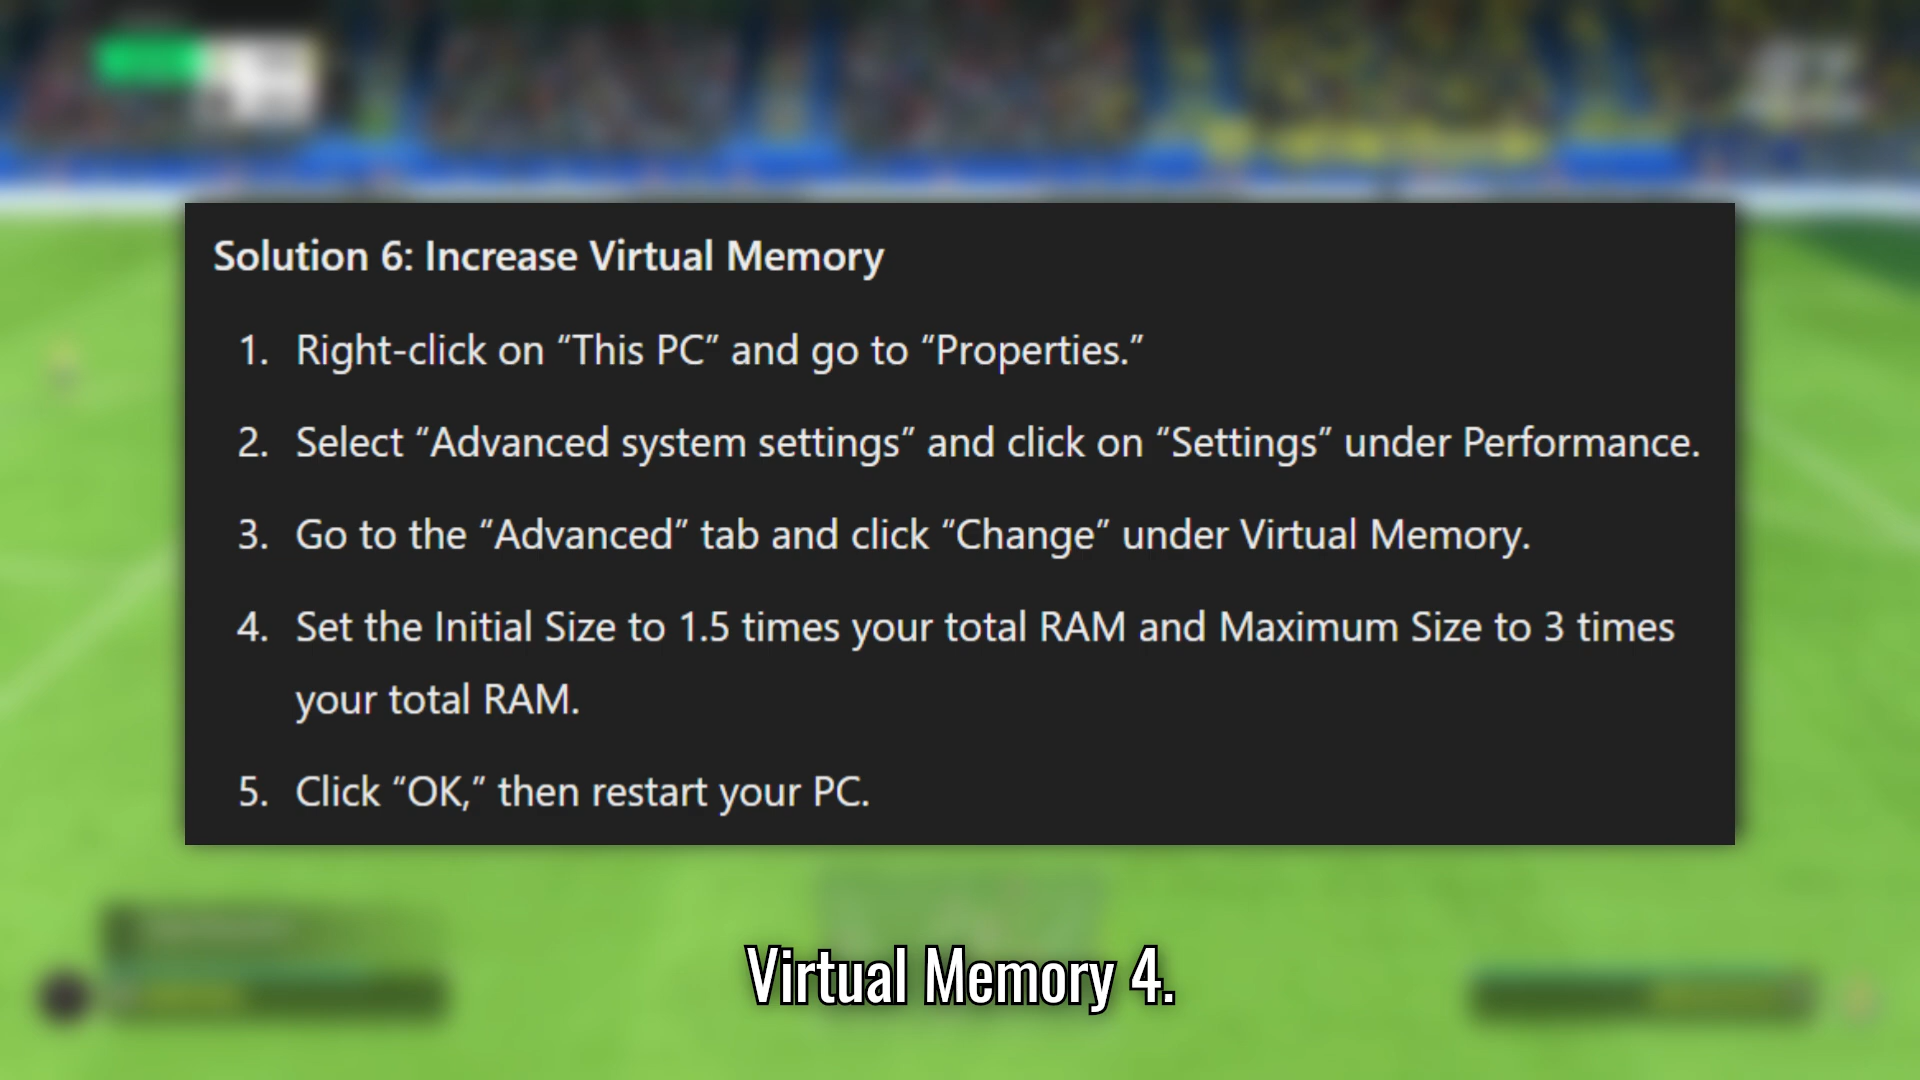 Solution 6: Increase Virtual Memory
1. Right-click on “This PC” and go to “Properties.”
2. Select “Advanced system settings” and click on “Settings” under Performance.
3. Go to the “Advanced” tab and click “Change” under Virtual Memory.
4. Set the Initial Size to 1.5 times your total RAM and Maximum Size to 3 times
your total RAM.
5. Click “OK,” then restart your PC.
Virtual Memory 4.